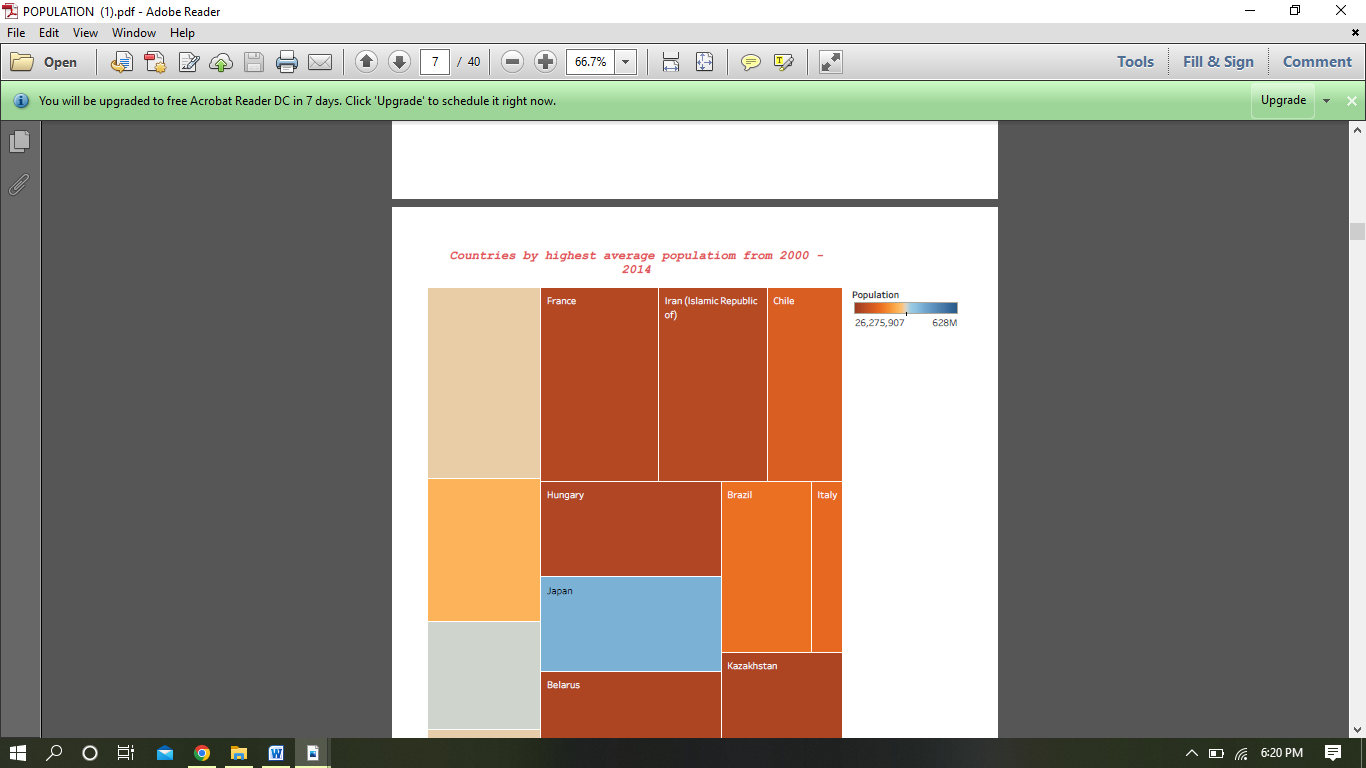 POPULATION (1).pdf - Adobe Reader
File Edit View Window Help
Open 7 / 40 66.7% Tools Fill & Sign Comment
You will be upgraded to free Acrobat Reader DC in 7 days. Click 'Upgrade' to schedule it right now. Upgrade
Countries by highest average populatiom from 2000 -
2014
France
Iran (Islamic Republic
of)
Chile
Population
26,275,907 628M
Hungary
Brazil
Italy
Japan
Kazakhstan
Belarus
6:20 PM